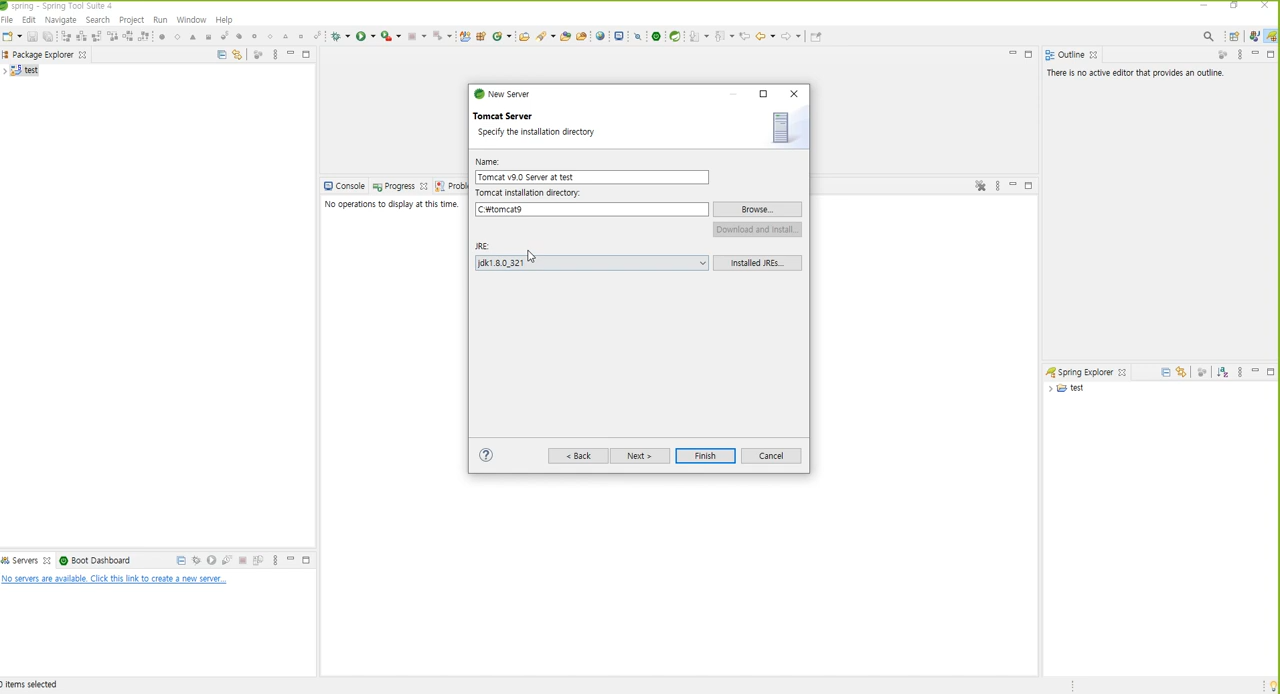 spring - Spring Tool Suite 4
File Edit Navigate Search Project Run Window Help
Package Explorer
test
Outline
There is no active editor that provides an outline.
New Server
Tomcat Server
Specify the installation directory
Name:
Tomcat v9.0 Server at test
Tomcat installation directory:
C:₩tomcat9
Browse...
Download and Install...
JRE:
jdk1.8.0_321
Installed JREs...
< Back
Next >
Finish
Cancel
Console
Progress
Probl
No operations to display at this time.
Spring Explorer
test
Servers
Boot Dashboard
No servers are available. Click this link to create a new server...
0 items selected